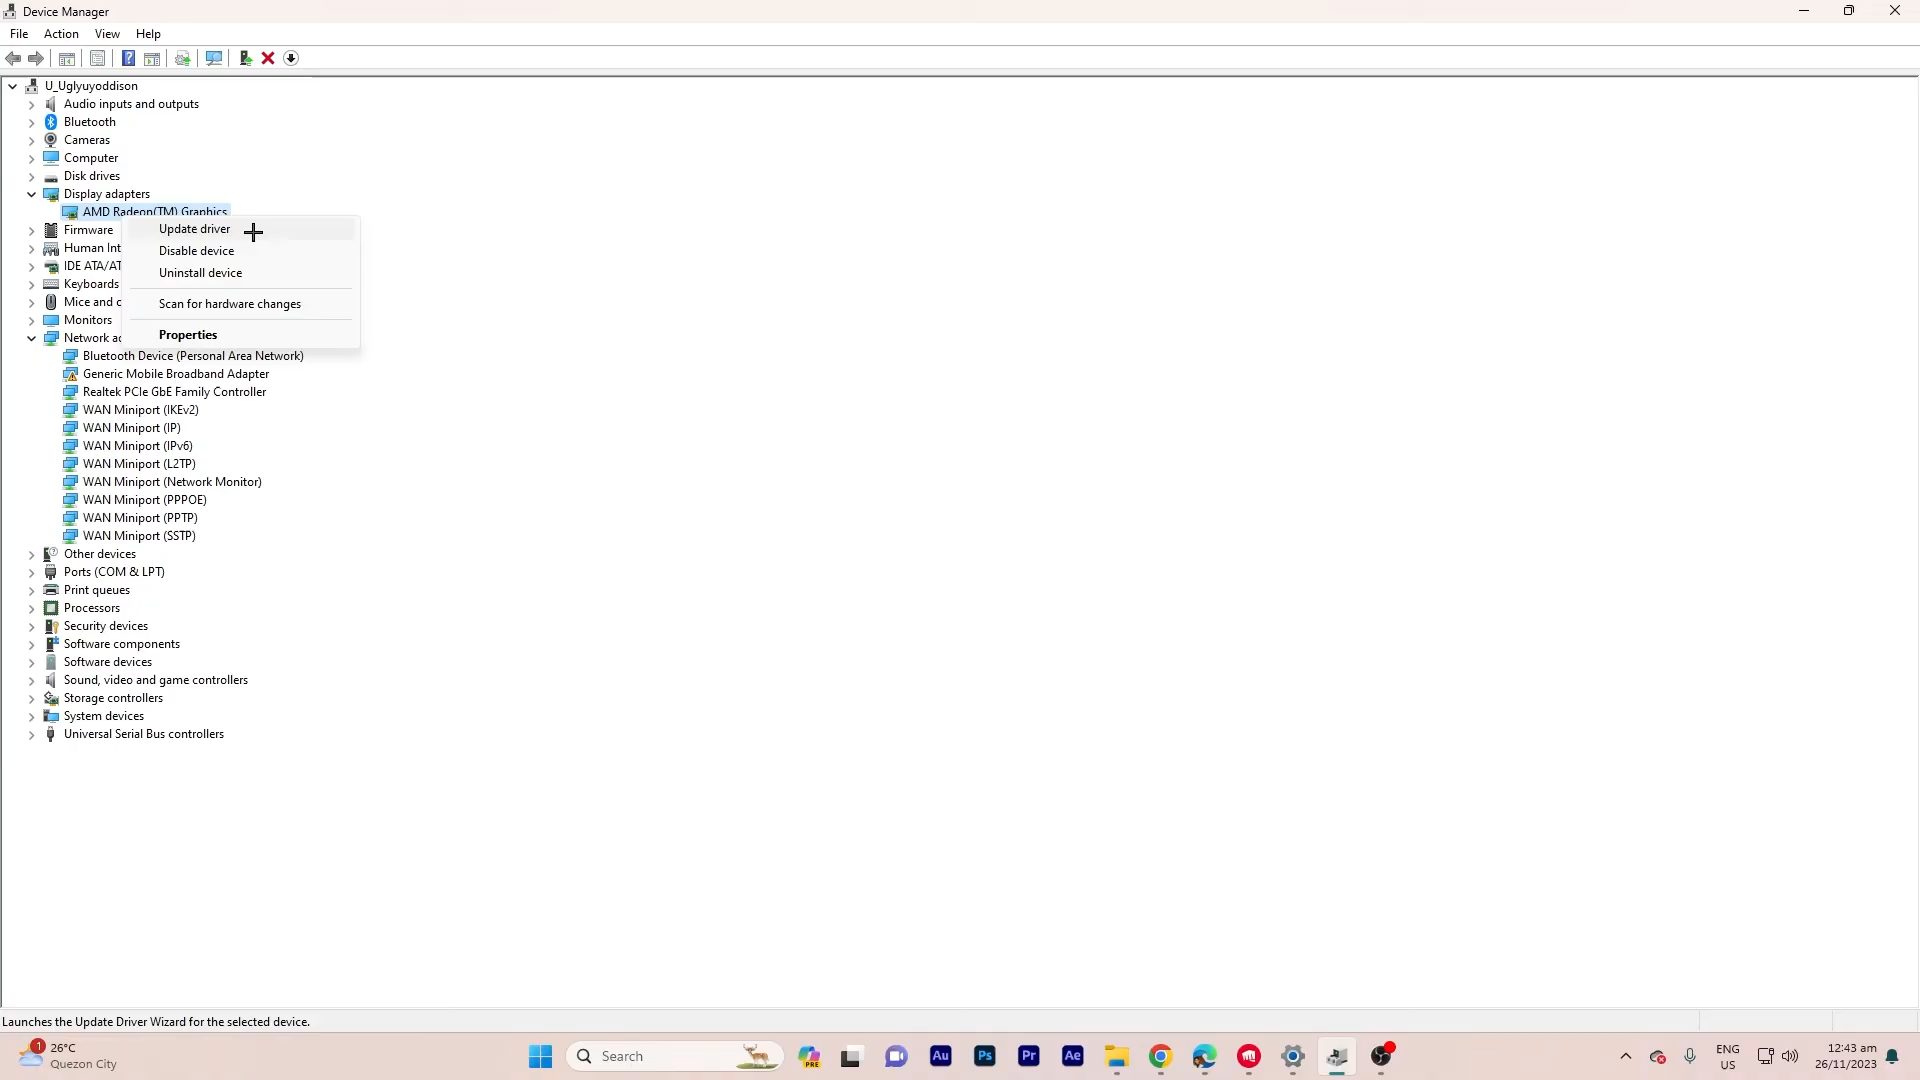 Device Manager
File Action View Help
U_Uglyuyoddison
Audio inputs and outputs
Bluetooth
Cameras
Computer
Disk drives
Display adapters
AMD Radeon(TM) Graphics
Firmware
Update driver
Human Int
Disable device
IDE ATA/AT
Uninstall device
Keyboards
Mice and o
Scan for hardware changes
Monitors
Properties
Network ad
Bluetooth Device (Personal Area Network)
Generic Mobile Broadband Adapter
Realtek PCIe GbE Family Controller
WAN Miniport (IKEv2)
WAN Miniport (IP)
WAN Miniport (IPv6)
WAN Miniport (L2TP)
WAN Miniport (Network Monitor)
WAN Miniport (PPPOE)
WAN Miniport (PPTP)
WAN Miniport (SSTP)
Other devices
Ports (COM & LPT)
Print queues
Processors
Security devices
Software components
Software devices
Sound, video and game controllers
Storage controllers
System devices
Universal Serial Bus controllers
Launches the Update Driver Wizard for the selected device.
1
26°C
Quezon City
Search
PRE
Au
Ps
Pr
Ae
ENG
US
12:43 am
26/11/2023